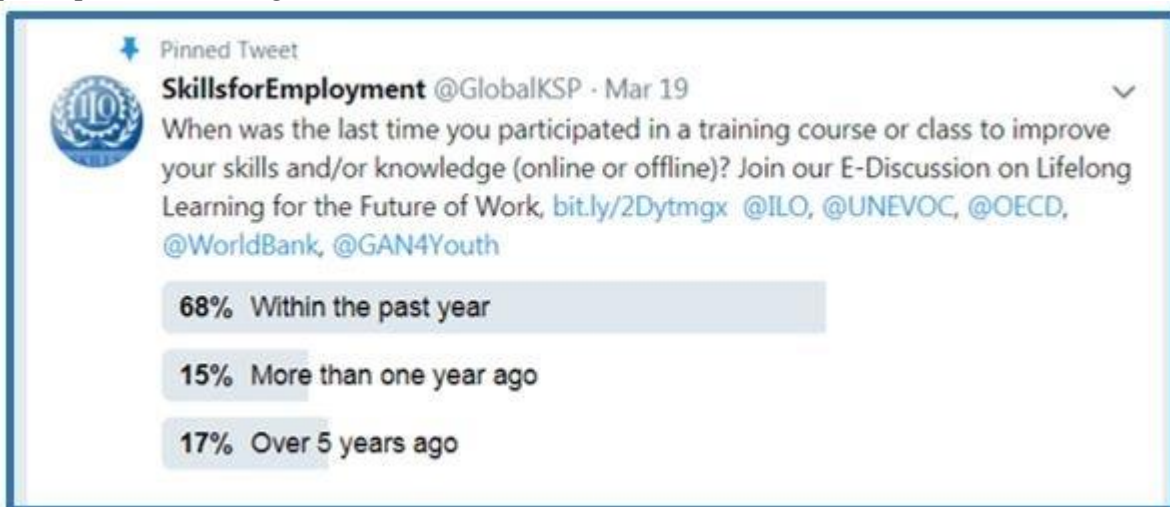 Pinned Tweet
SkillsforEmployment @GlobalKSP · Mar 19
When was the last time you participated in a training course or class to improve
your skills and/or knowledge (online or offline)? Join our E-Discussion on Lifelong
Learning for the Future of Work, bit.ly/2Dytmgx @ILO, @UNEVOC, @OECD,
@WorldBank, @GAN4Youth
68% Within the past year
15% More than one year ago
17% Over 5 years ago